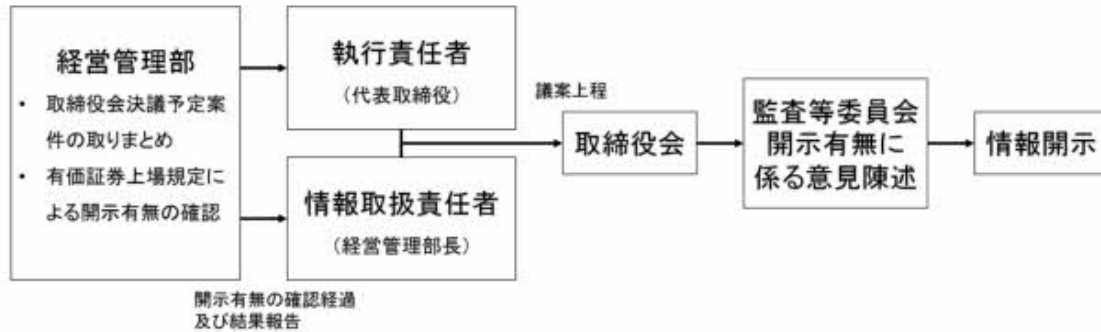 経営管理部
• 取締役会決議予定案
件の取りまとめ
• 有価証券上場規定に
よる開示有無の確認
執行責任者
（代表取締役）
情報取扱責任者
（経営管理部長）
開示有無の確認経過
及び結果報告
議案上程
取締役会
監査等委員会
開示有無に
係る意見陳述
情報開示